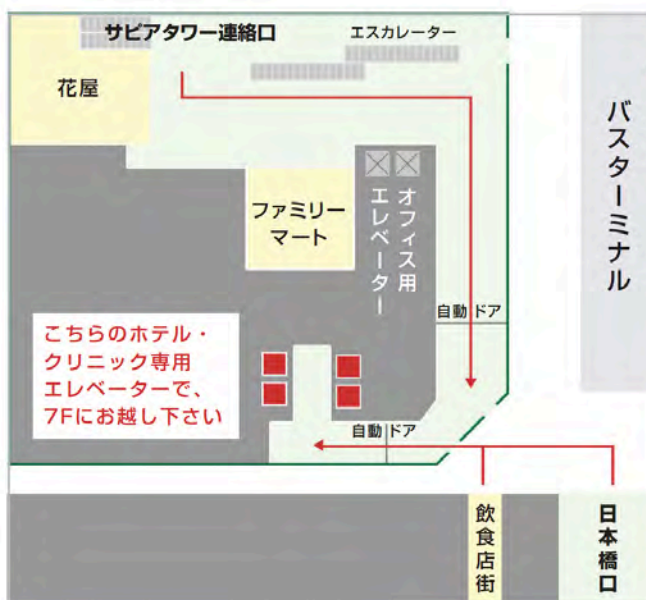 サピアタワー連絡口
エスカレーター
花屋
バスターミナル
ファミリー
マート
オフィス用
エレベーター
自動ドア
こちらのホテル・
クリニック専用
エレベーターで、
7Fにお越し下さい
自動ドア
飲食店街
日本橋口